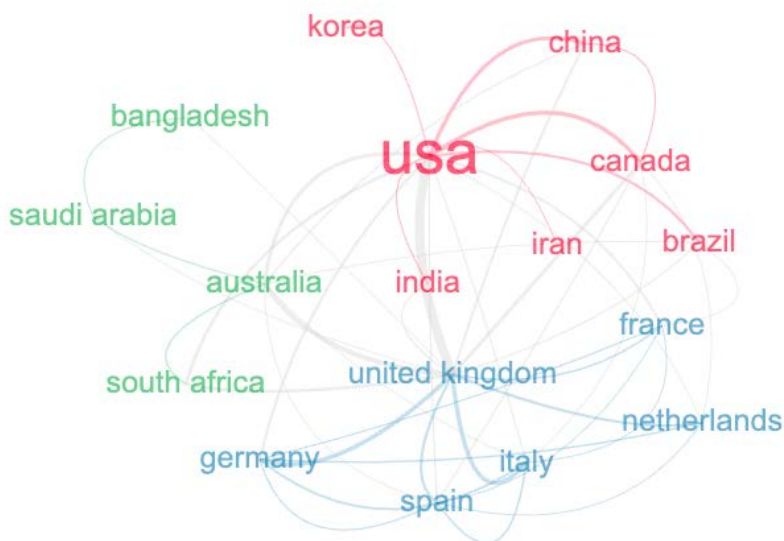 korea
china
bangladesh
usa
canada
saudi arabia
iran
brazil
australia
india
france
united kingdom
south africa
netherlands
germany
italy
spain